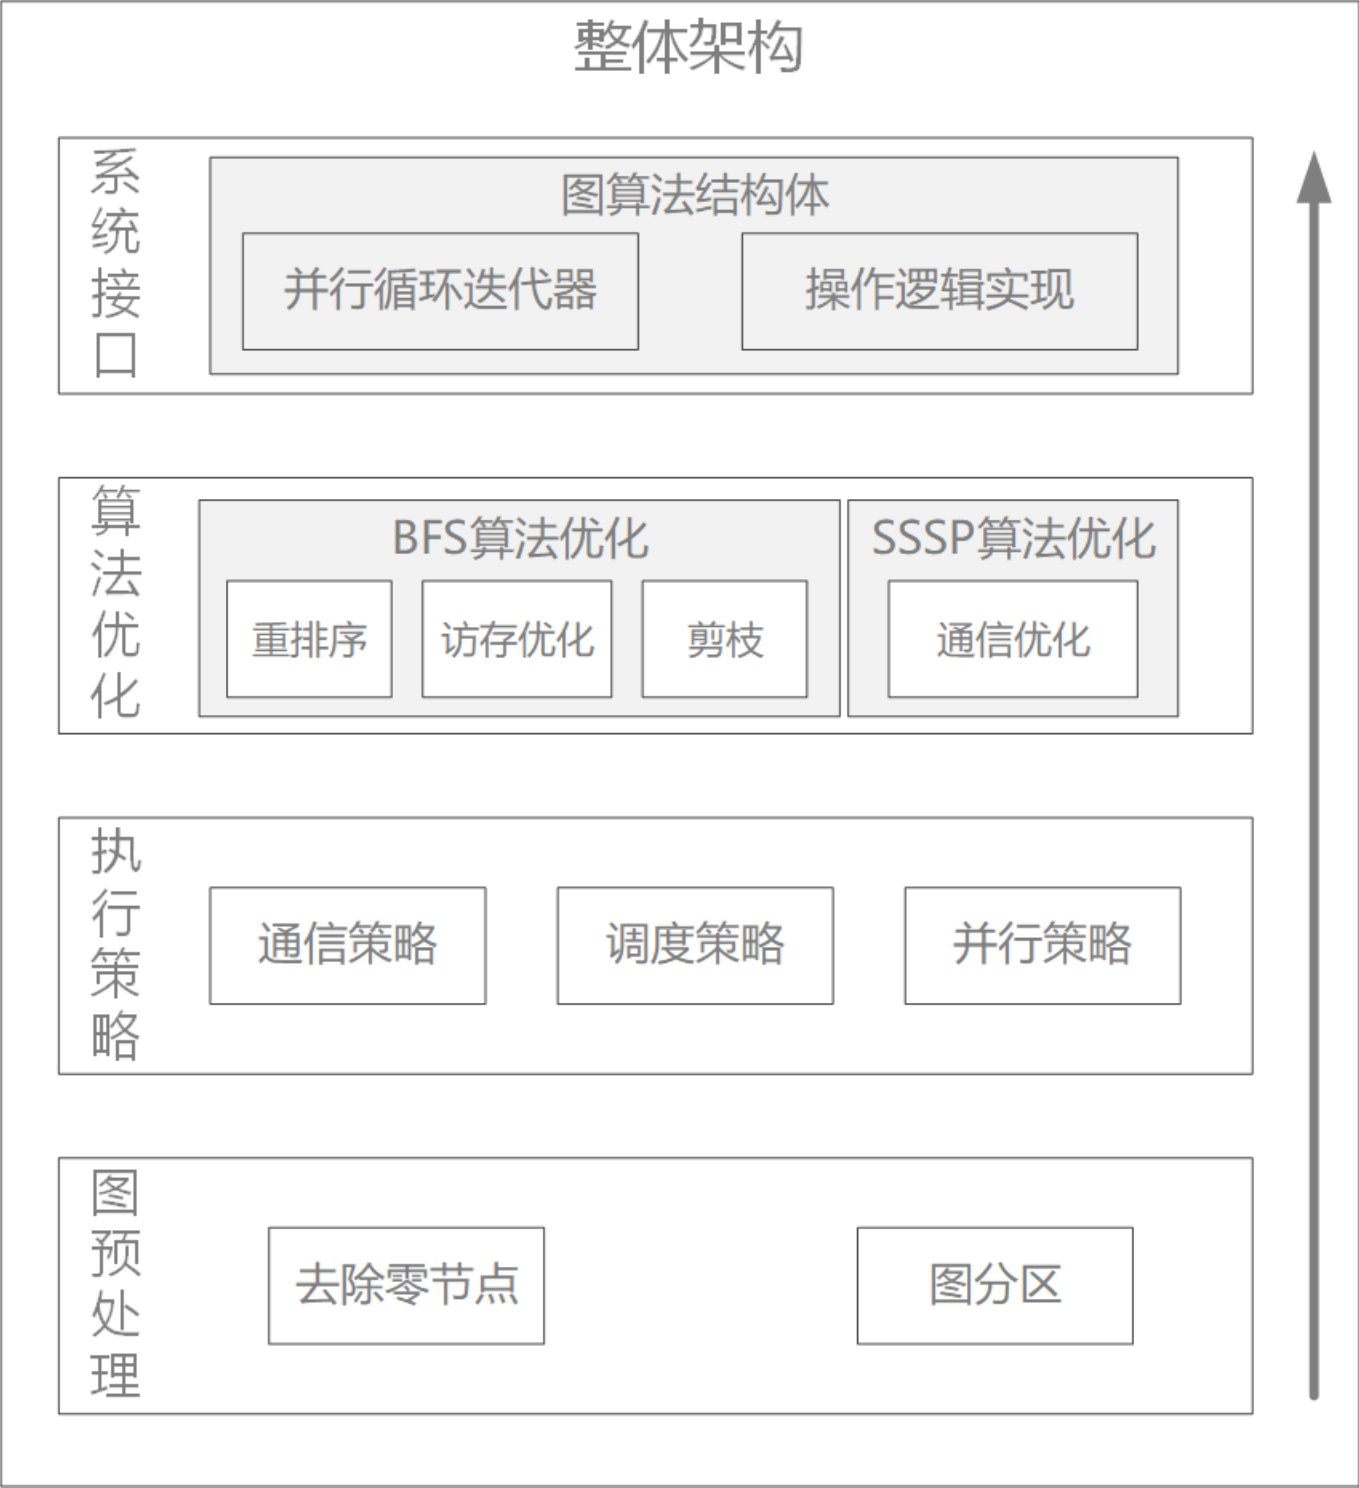 整体架构
系统接口
图算法结构体
并行循环迭代器
操作逻辑实现
算法优化
BFS算法优化
重排序
访存优化
剪枝
SSSP算法优化
通信优化
执行策略
通信策略
调度策略
并行策略
图预处理
去除零节点
图分区